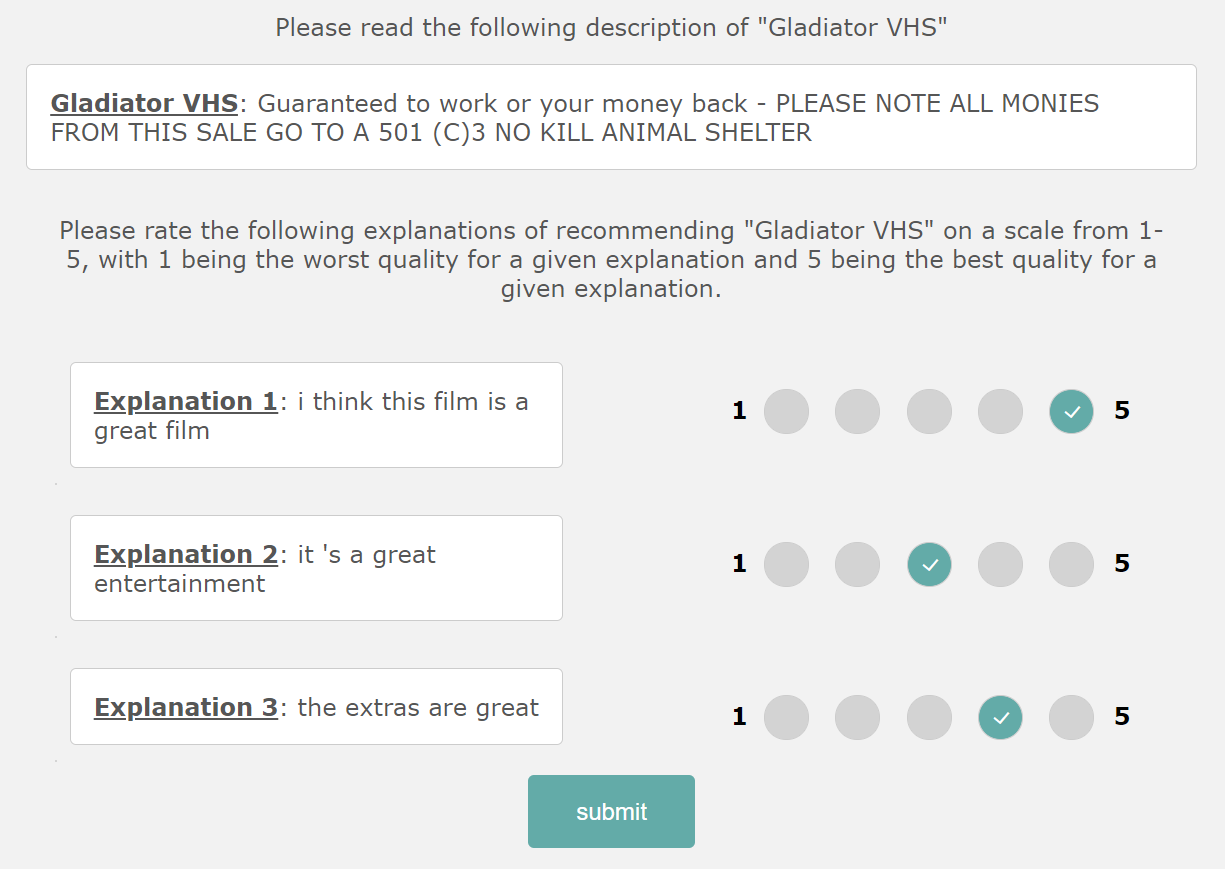 Please read the following description of "Gladiator VHS"
Gladiator VHS: Guaranteed to work or your money back - PLEASE NOTE ALL MONIES
FROM THIS SALE GO TO A 501 (C)3 NO KILL ANIMAL SHELTER
Please rate the following explanations of recommending "Gladiator VHS" on a scale from 1-
5, with 1 being the worst quality for a given explanation and 5 being the best quality for a
given explanation.
Explanation 1: i think this film is a
great film
1 5
Explanation 2: it 's a great
entertainment
1 5
Explanation 3: the extras are great
1 5
submit